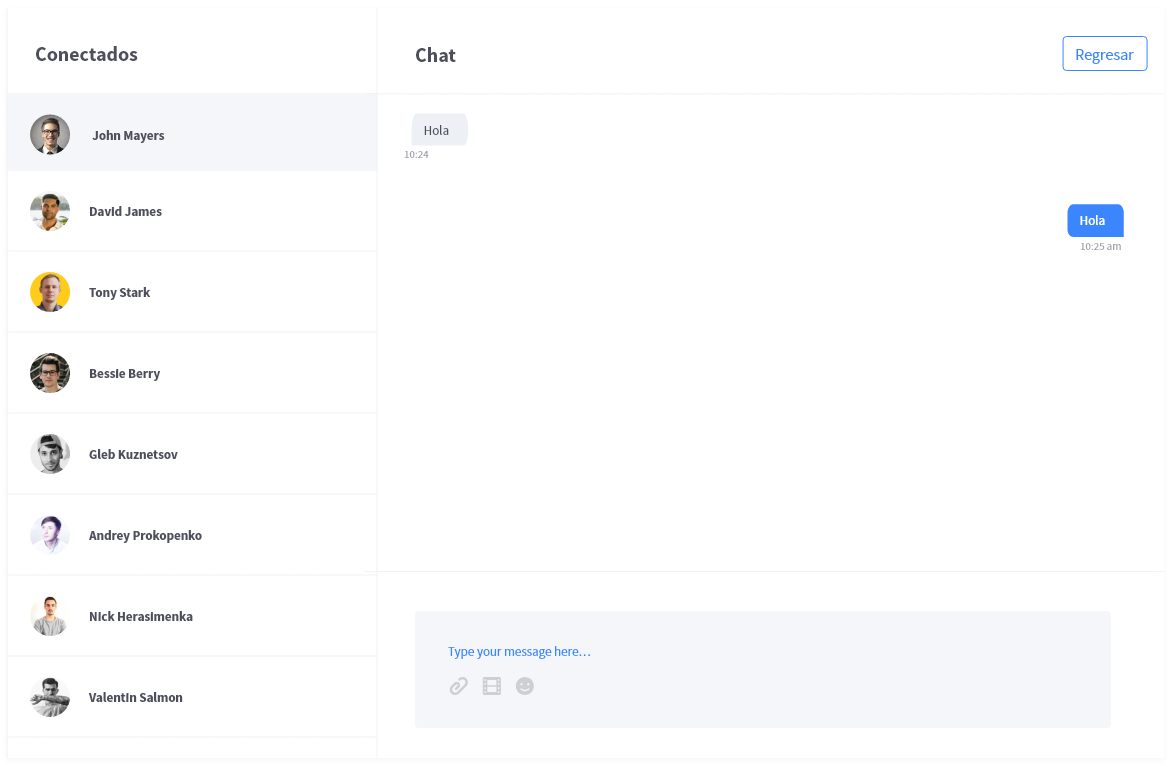 Conectados
John Mayers
David James
Tony Stark
Bessie Berry
Gleb Kuznetsov
Andrey Prokopenko
Nick Herasimenka
Valentin Salmon
Chat
Regresar
Hola
10:24
Hola
10:25 am
Type your message here…